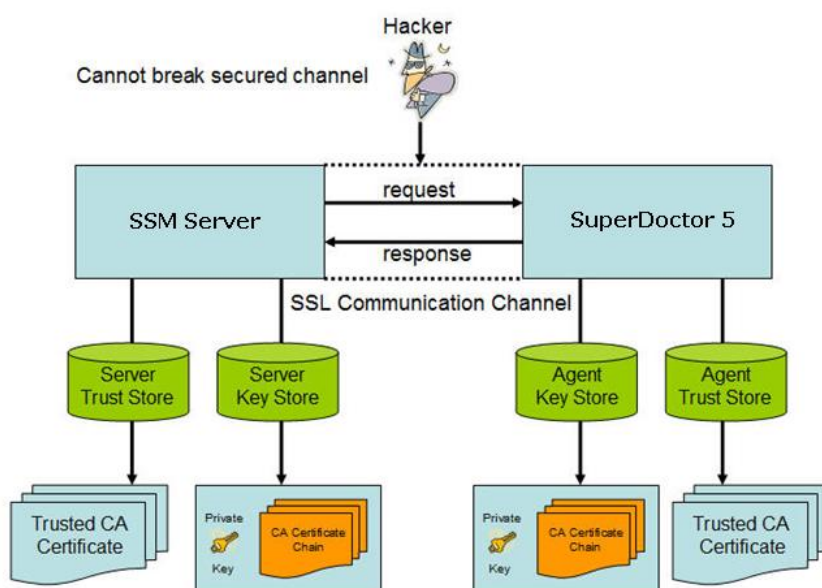 Hacker
Cannot break secured channel
request
SSM Server
SuperDoctor 5
response
SSL Communication Channel
Server
Trust Store
Server
Key Store
Agent
Key Store
Agent
Trust Store
Trusted CA
Certificate
Private
Key
CA Certificate
Chain
Private
Key
CA Certificate
Chain
Trusted CA
Certificate